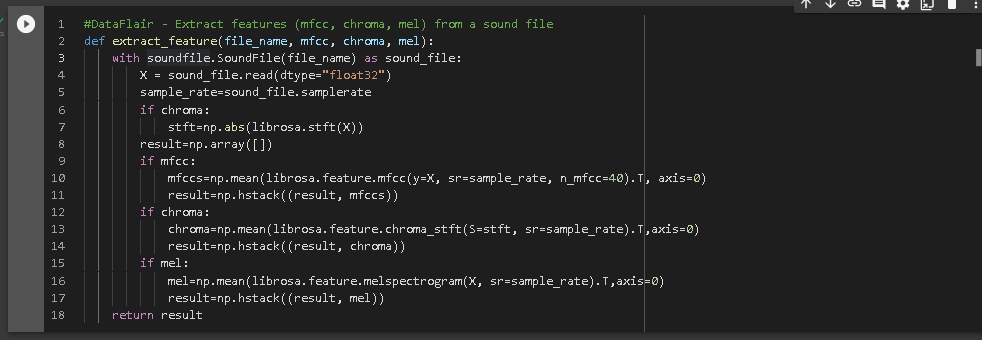 1 #DataFlair - Extract features (mfcc, chroma, mel) from a sound file
2 def extract_feature(file_name, mfcc, chroma, mel):
3     with soundfile.SoundFile(file_name) as sound_file:
4         X = sound_file.read(dtype="float32")
5         sample_rate=sound_file.samplerate
6         if chroma:
7             stft=np.abs(librosa.stft(X))
8         result=np.array([])
9         if mfcc:
10             mfccs=np.mean(librosa.feature.mfcc(y=X, sr=sample_rate, n_mfcc=40).T, axis=0)
11             result=np.hstack((result, mfccs))
12         if chroma:
13             chroma=np.mean(librosa.feature.chroma_stft(S=stft, sr=sample_rate).T,axis=0)
14             result=np.hstack((result, chroma))
15         if mel:
16             mel=np.mean(librosa.feature.melspectrogram(X, sr=sample_rate).T,axis=0)
17             result=np.hstack((result, mel))
18     return result